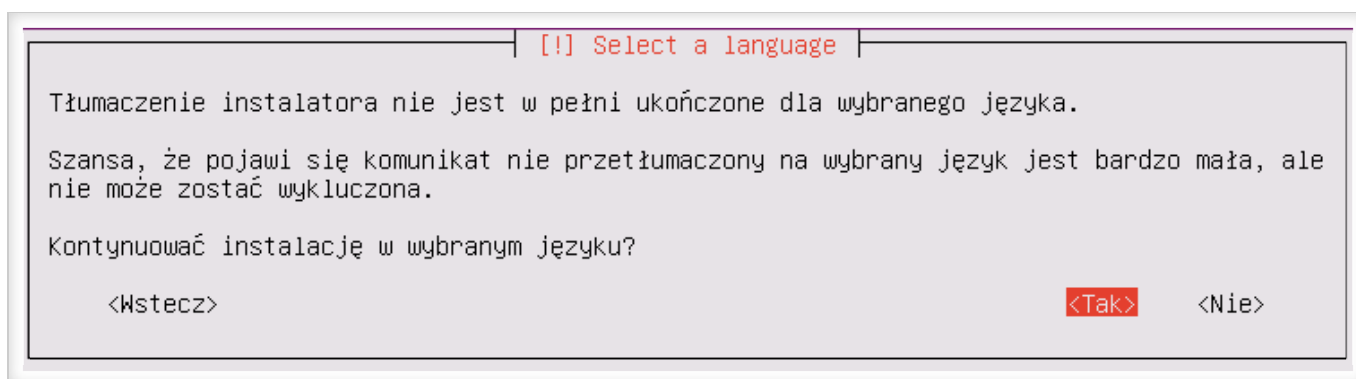 [!] Select a language
Tłumaczenie instalatora nie jest w pełni ukończone dla wybranego języka.
Szansa, że pojawi się komunikat nie przetłumaczony na wybrany język jest bardzo mała, ale
nie może zostać wykluczona.
Kontynuować instalację w wybranym języku?
<Wstecz> <Tak> <Nie>